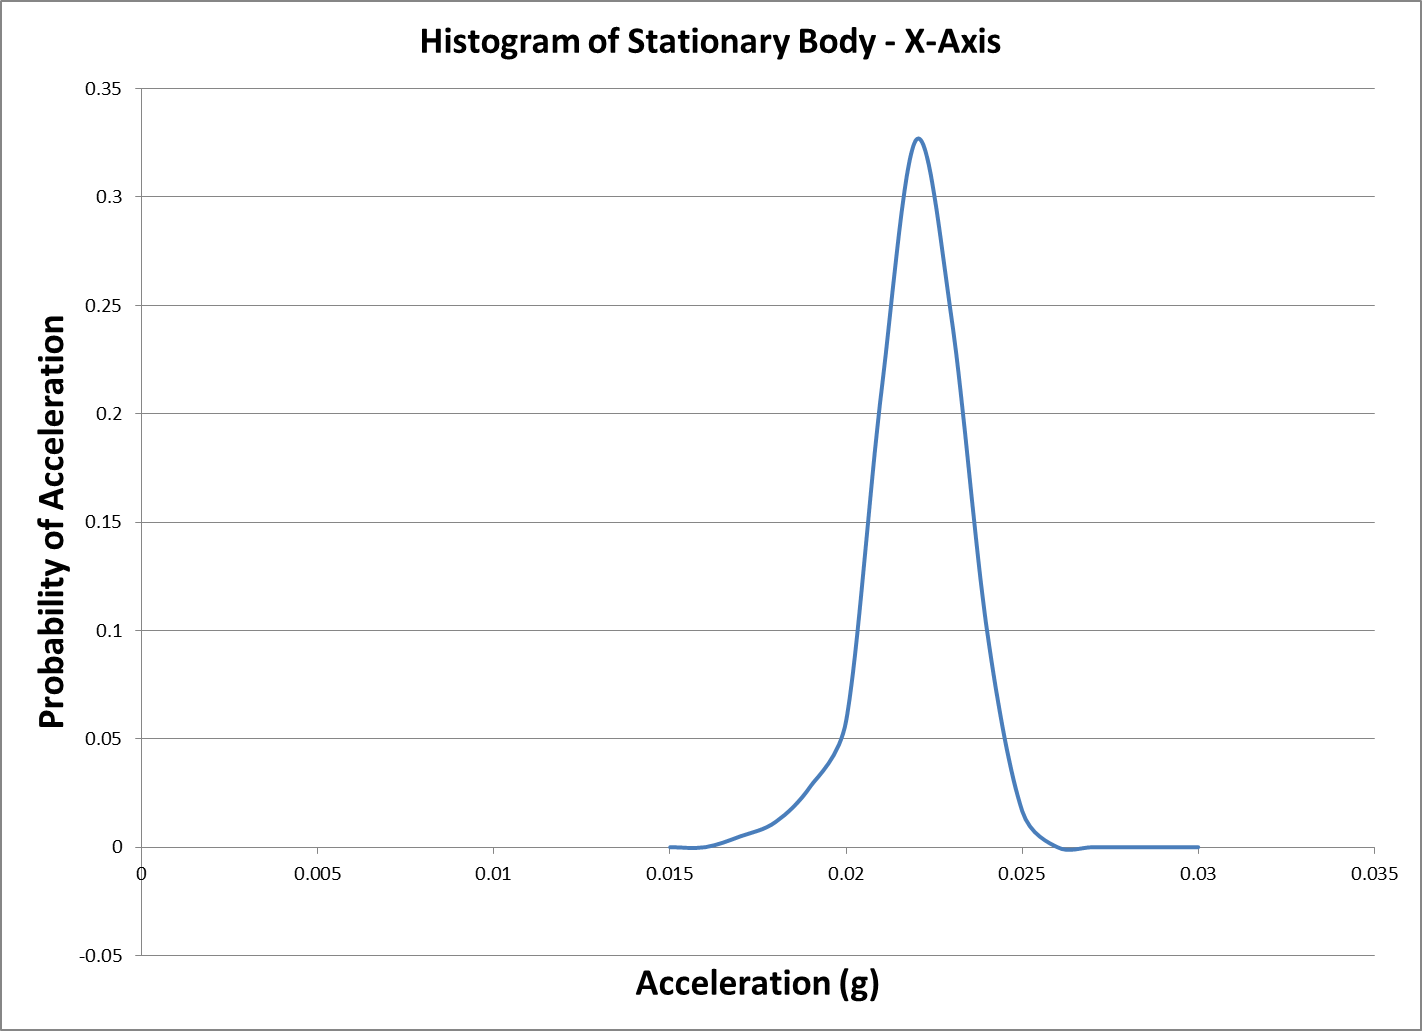 Histogram of Stationary Body - X-Axis
0.35
0.3
0.25
0.2
0.15
0.1
0.05
0
-0.05
Probability of Acceleration
0 0.005 0.01 0.015 0.02 0.025 0.03 0.035
Acceleration (g)